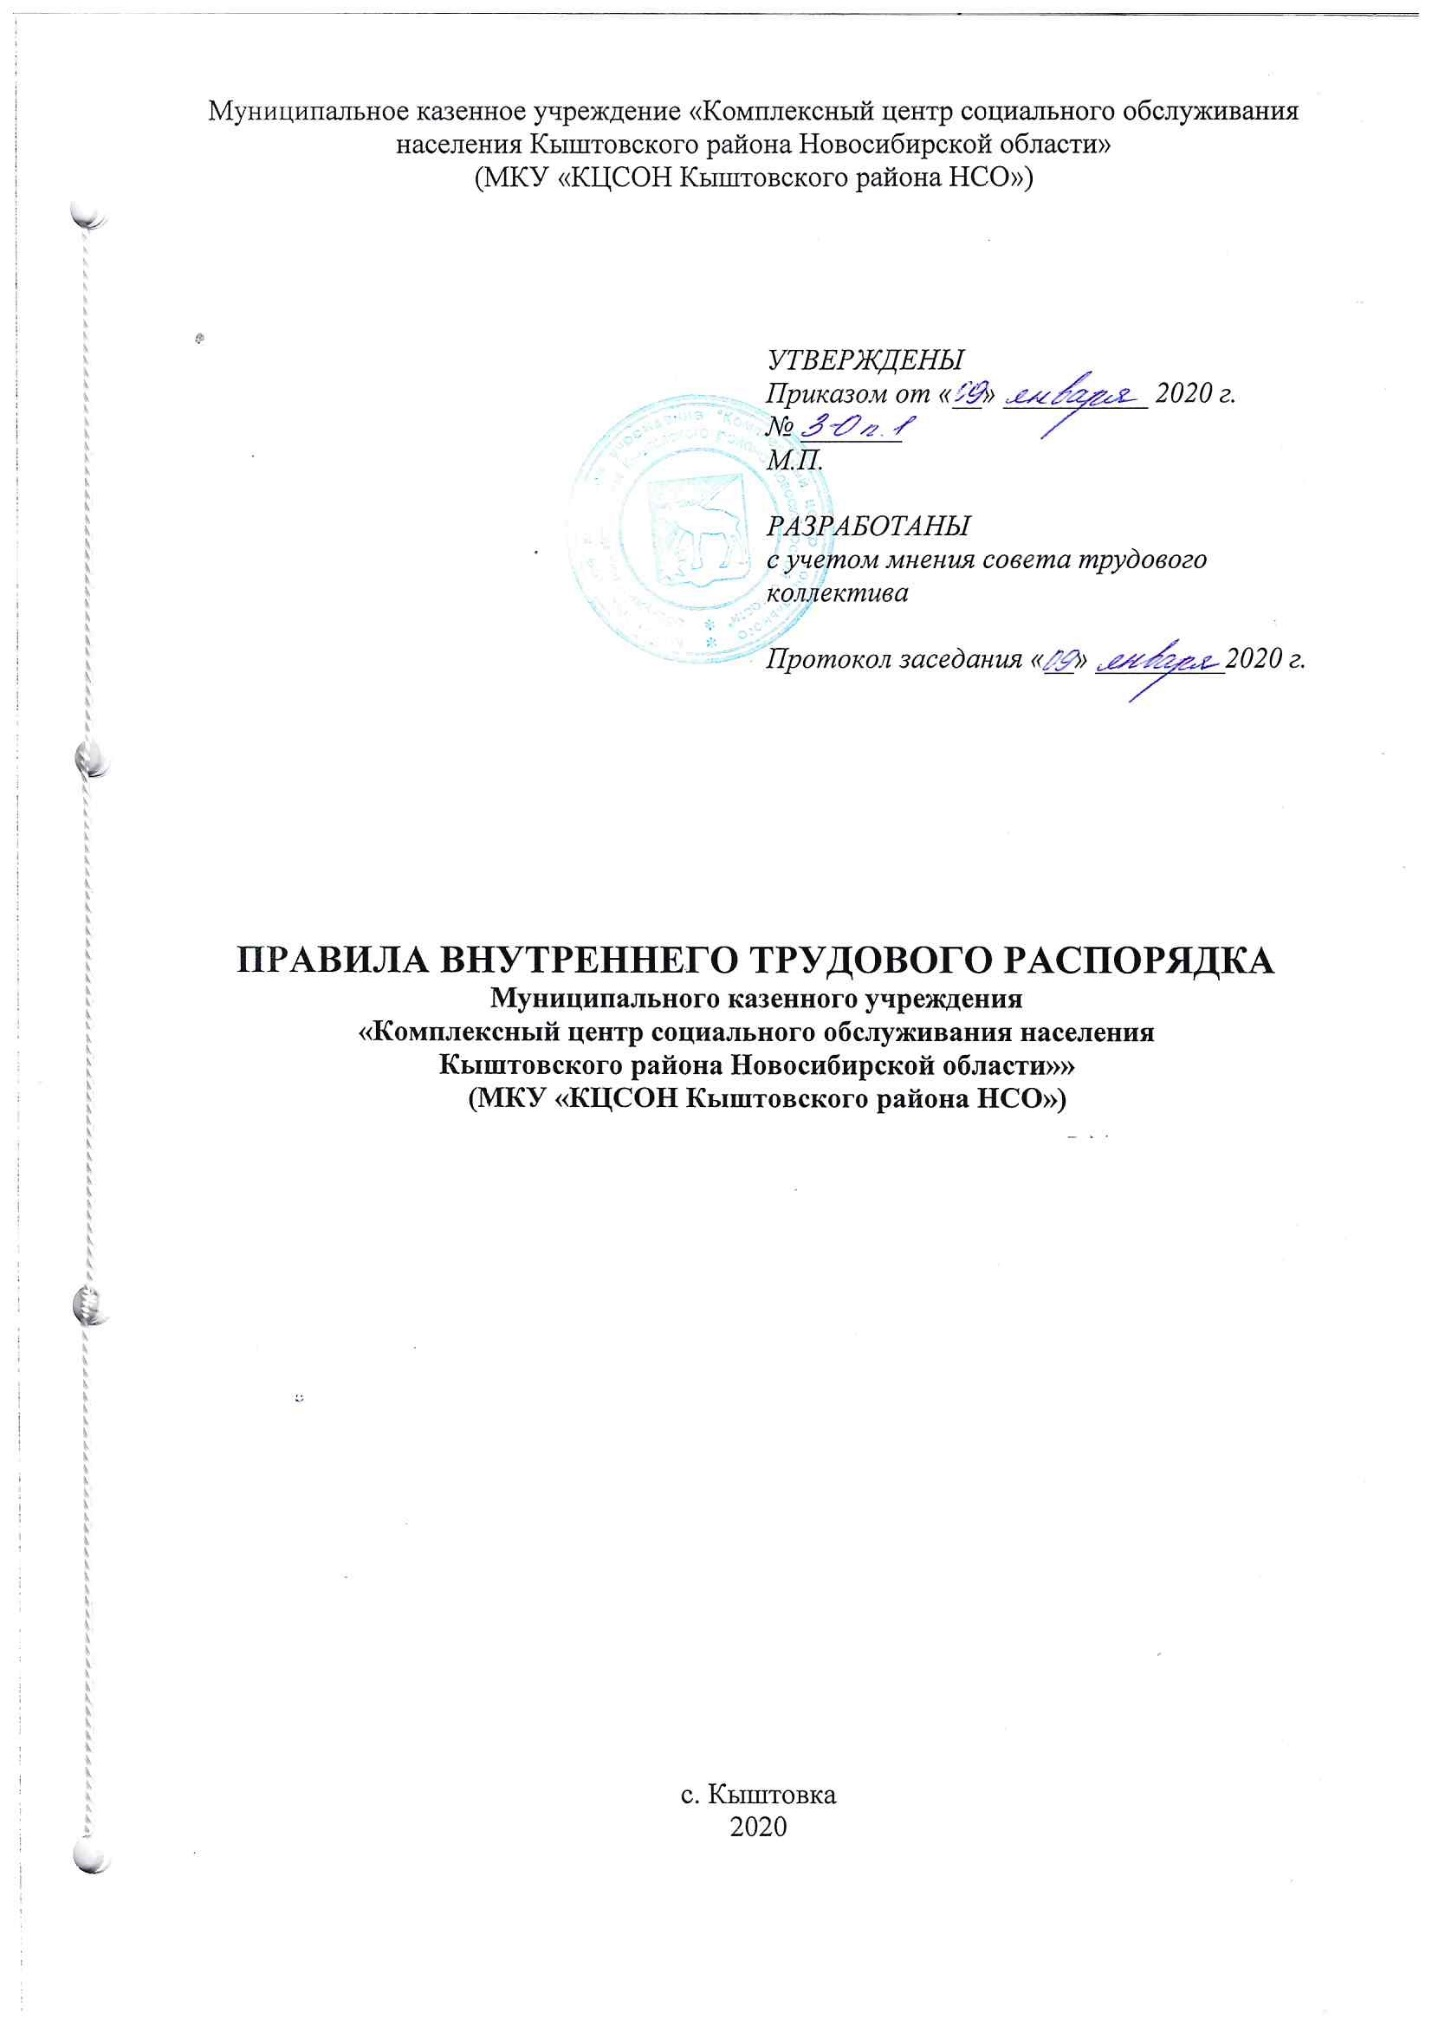 Муниципальное казенное учреждение «Комплексный центр социального обслуживания
населения Кыштовского района Новосибирской области»
(МКУ «КЦСОН Кыштовского района НСО»)
УТВЕРЖДЕНЫ
Приказом от «09» января 2020 г.
№ 3-О п.1
М.П.
РАЗРАБОТАНЫ
с учетом мнения совета трудового
коллектива
Протокол заседания «09» января 2020 г.
ПРАВИЛА ВНУТРЕННЕГО ТРУДОВОГО РАСПОРЯДКА
Муниципального казенного учреждения
«Комплексный центр социального обслуживания населения
Кыштовского района Новосибирской области»»
(МКУ «КЦСОН Кыштовского района НСО»)
с. Кыштовка
2020